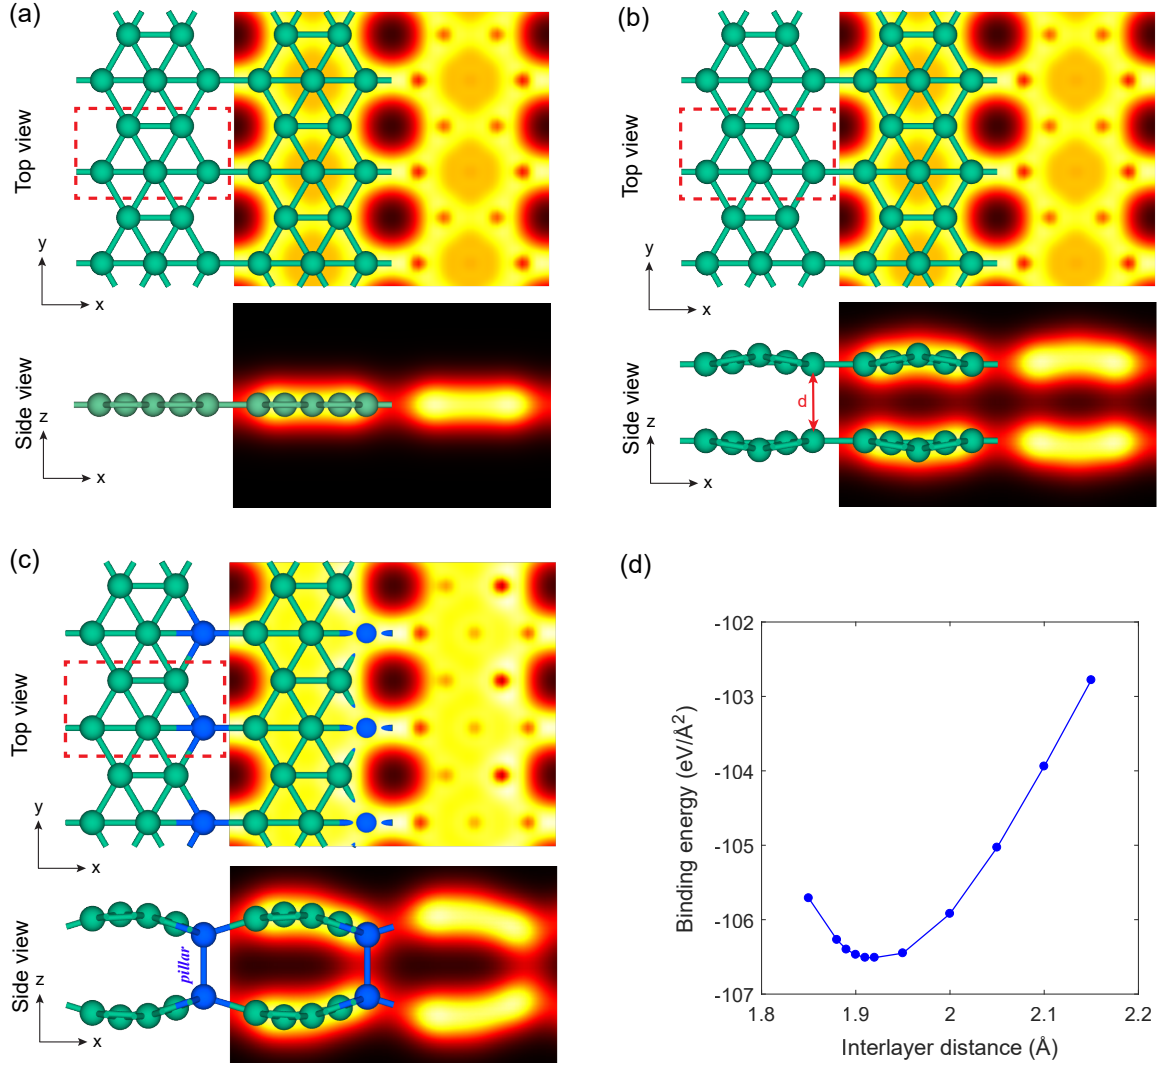 (a)
Top view
y
x
Side view
z
x
(b)
Top view
y
x
Side view
z
x
d
(c)
Top view
y
x
Side view
z
x
pillar
(d)
Binding energy (eV/Å²)
-102
-103
-104
-105
-106
-107
1.8
1.9
2
2.1
2.2
Interlayer distance (Å)